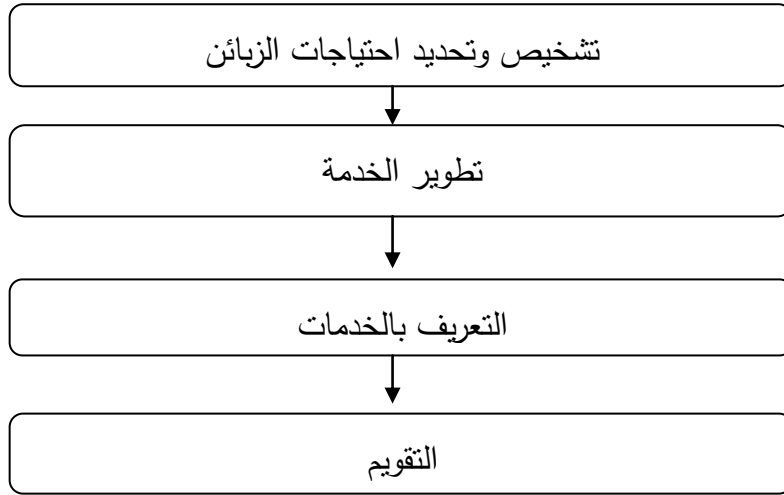 تشخيص وتحديد احتياجات الزبائن
تطوير الخدمة
التعريف بالخدمات
التقويم